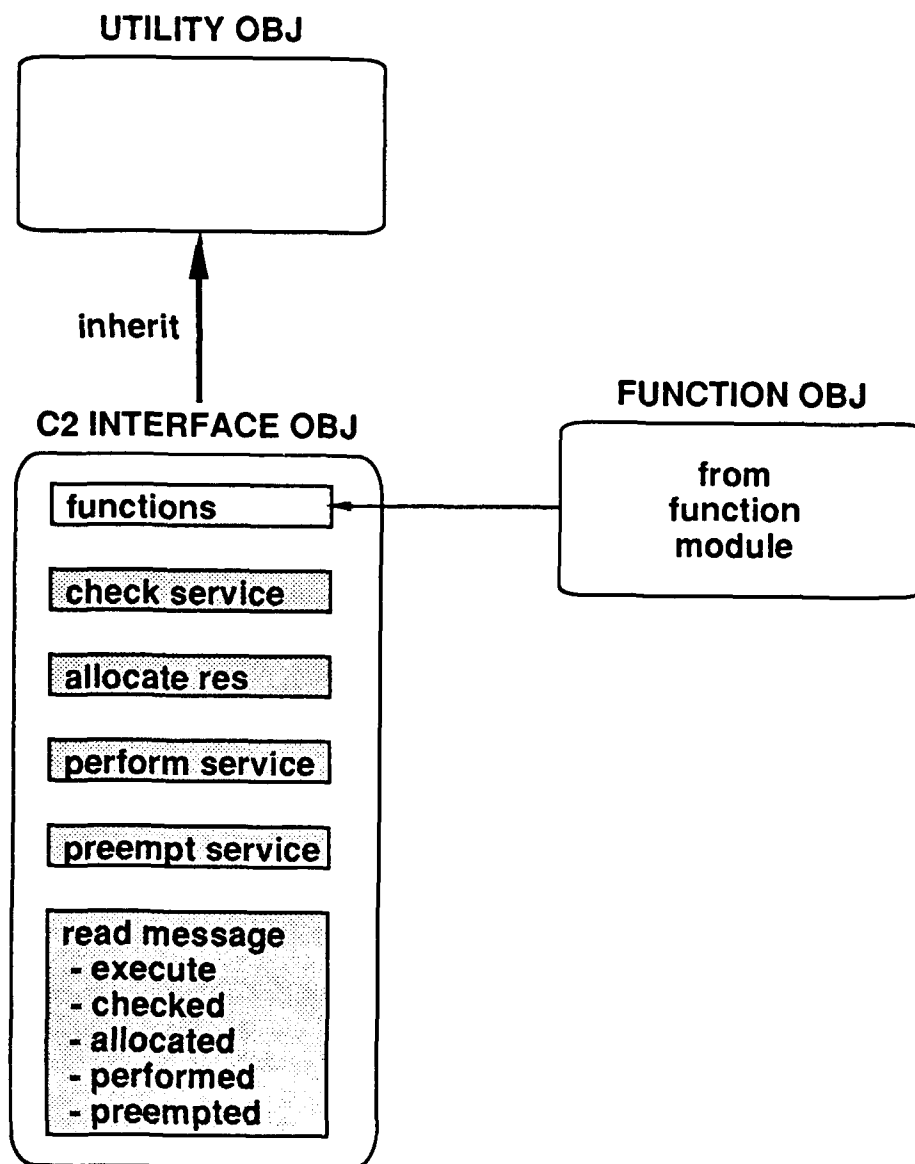 UTILITY OBJ
inherit
C2 INTERFACE OBJ
functions
check service
allocate res
perform service
preempt service
read message
- execute
- checked
- allocated
- performed
- preempted
FUNCTION OBJ
from
function
module